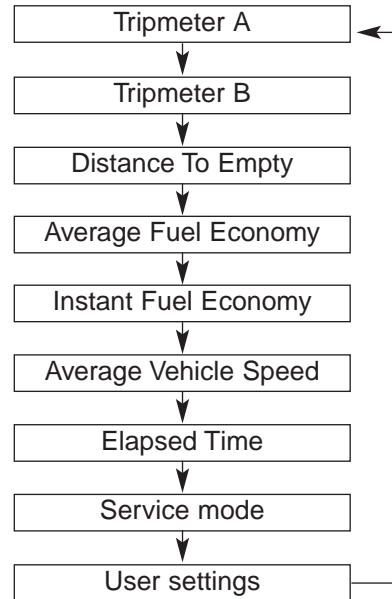 Tripmeter A
Tripmeter B
Distance To Empty
Average Fuel Economy
Instant Fuel Economy
Average Vehicle Speed
Elapsed Time
Service mode
User settings